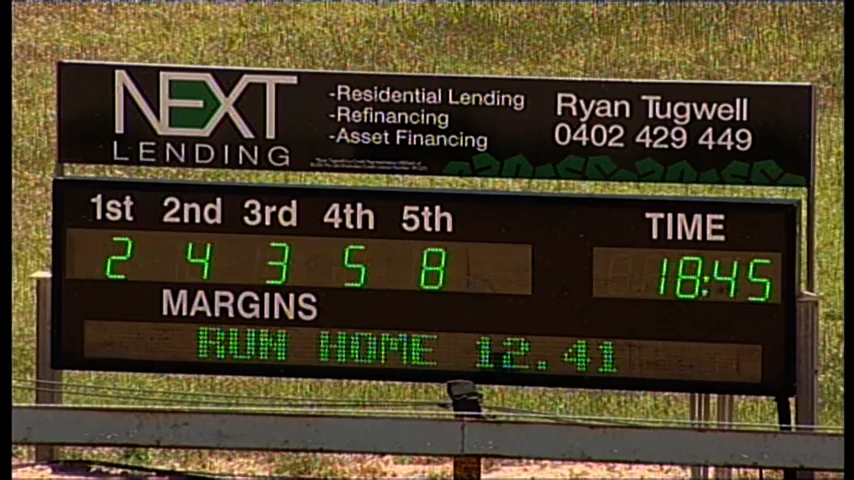 NEXT
LENDING
-Residential Lending
-Refinancing
-Asset Financing
Ryan Tugwell
0402 429 449
1st 2nd 3rd 4th 5th TIME
2 4 3 5 8 18:45
MARGINS
RUN HOME 12.41